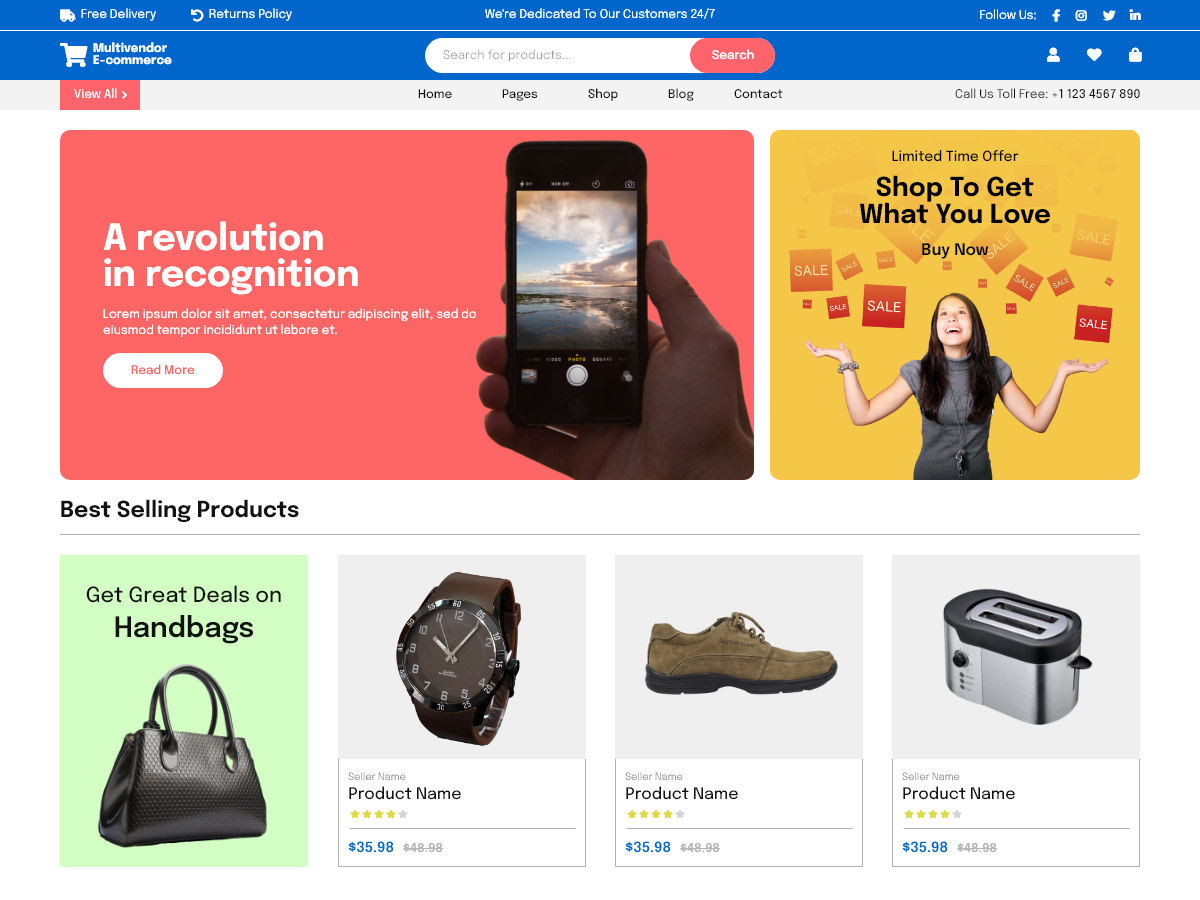 Free Delivery
Returns Policy
We're Dedicated To Our Customers 24/7
Follow Us:
Multivendor
E-commerce
Search for products...
Search
View All
Home
Pages
Shop
Blog
Contact
Call Us Toll Free: +1 123 4567 890
A revolution
in recognition
Lorem ipsum dolor sit amet, consectetur adipiscing elit, sed do
eiusmod tempor incididunt ut labore et.
Read More
VIDEO PHOTO SQUARE
Limited Time Offer
Shop To Get
What You Love
Buy Now
SALE
SALE
SALE
SALE
SALE
SALE
SALE
SALE
SALE
SALE
Best Selling Products
Get Great Deals on
Handbags
Seller Name
Product Name
$35.98 $48.98
Seller Name
Product Name
$35.98 $48.98
Seller Name
Product Name
$35.98 $48.98